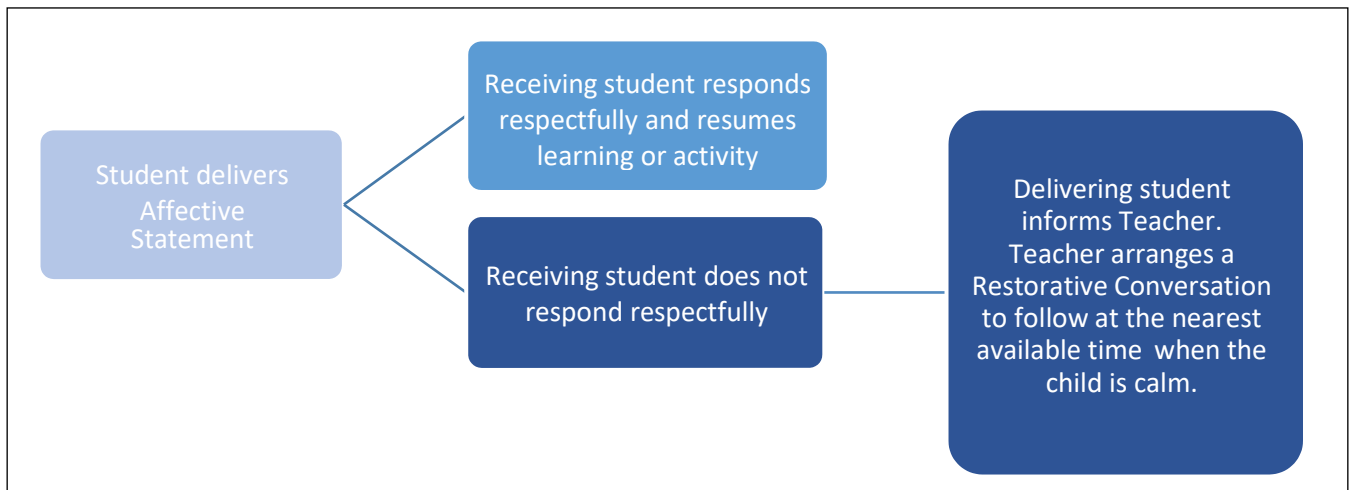 Student delivers
Affective
Statement
Receiving student responds
respectfully and resumes
learning or activity
Receiving student does not
respond respectfully
Delivering student
informs Teacher.
Teacher arranges a
Restorative Conversation
to follow at the nearest
available time when the
child is calm.